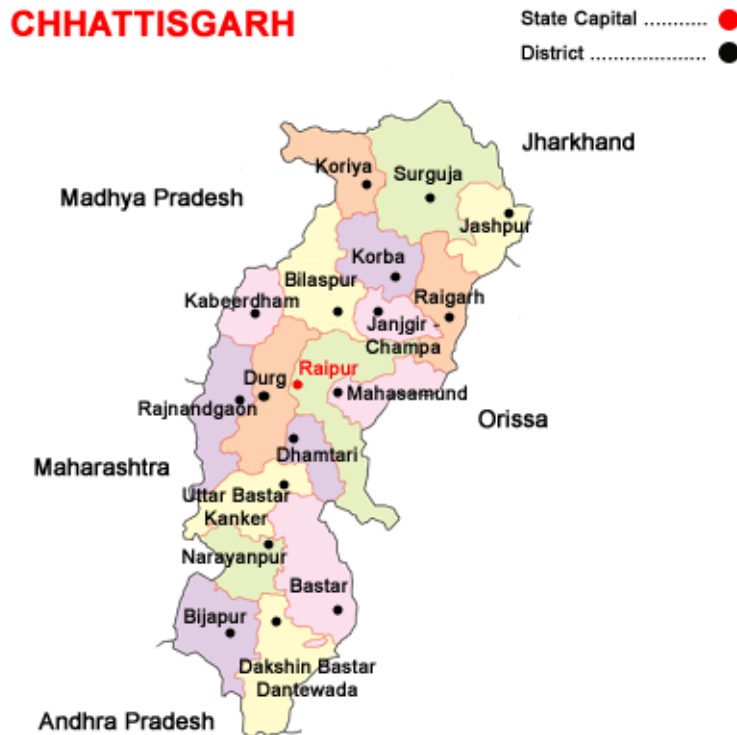 CHHATTISGARH
State Capital ...........
District .....................
Jharkhand
Koriya
Surguja
Madhya Pradesh
Jashpur
Korba
Bilaspur
Kabeerdham
Raigarh
Janjgir -
Champa
Raipur
Durg
Mahasamund
Rajnandgaon
Orissa
Dhamtari
Maharashtra
Uttar Bastar
Kanker
Narayanpur
Bastar
Bijapur
Dakshin Bastar
Dantewada
Andhra Pradesh